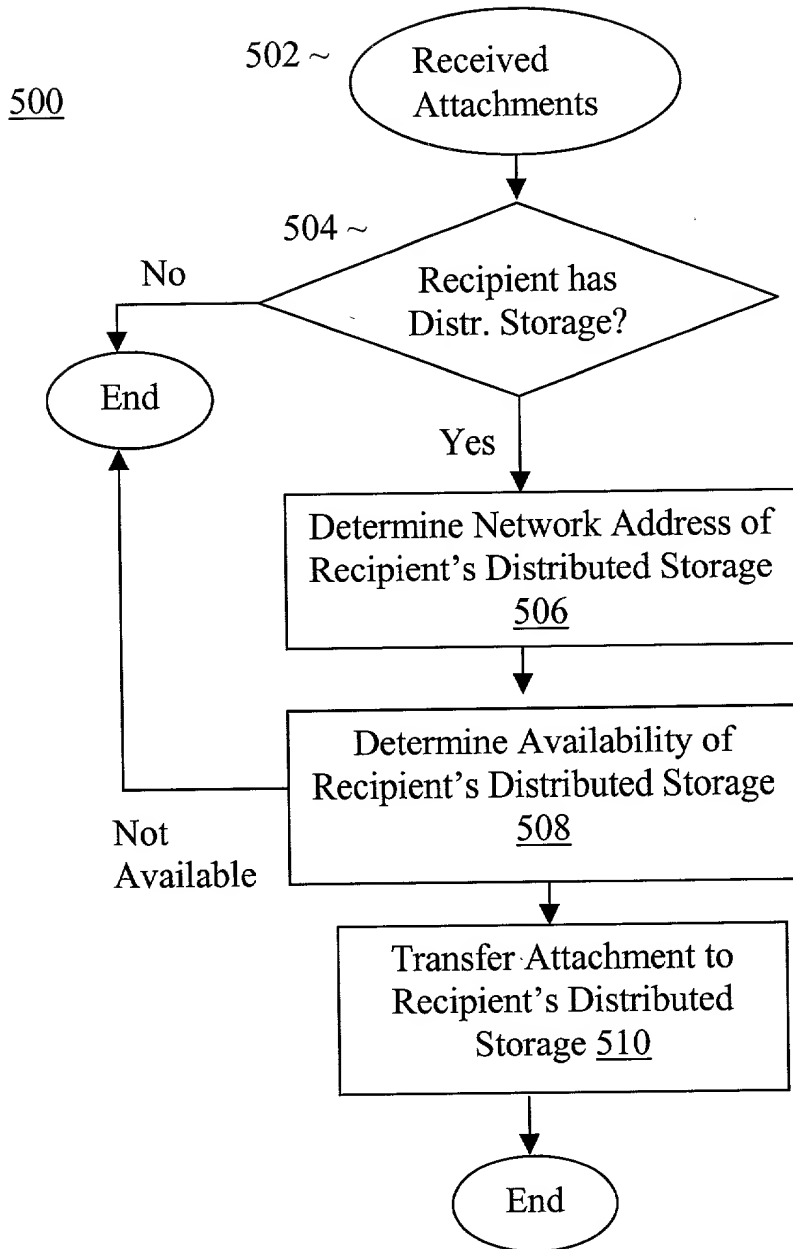 502 ~
Received
Attachments
500
504 ~
No
Recipient has
Distr. Storage?
End
Yes
Determine Network Address of
Recipient's Distributed Storage
506
Determine Availability of
Recipient's Distributed Storage
508
Not
Available
Transfer Attachment to
Recipient's Distributed
Storage 510
End